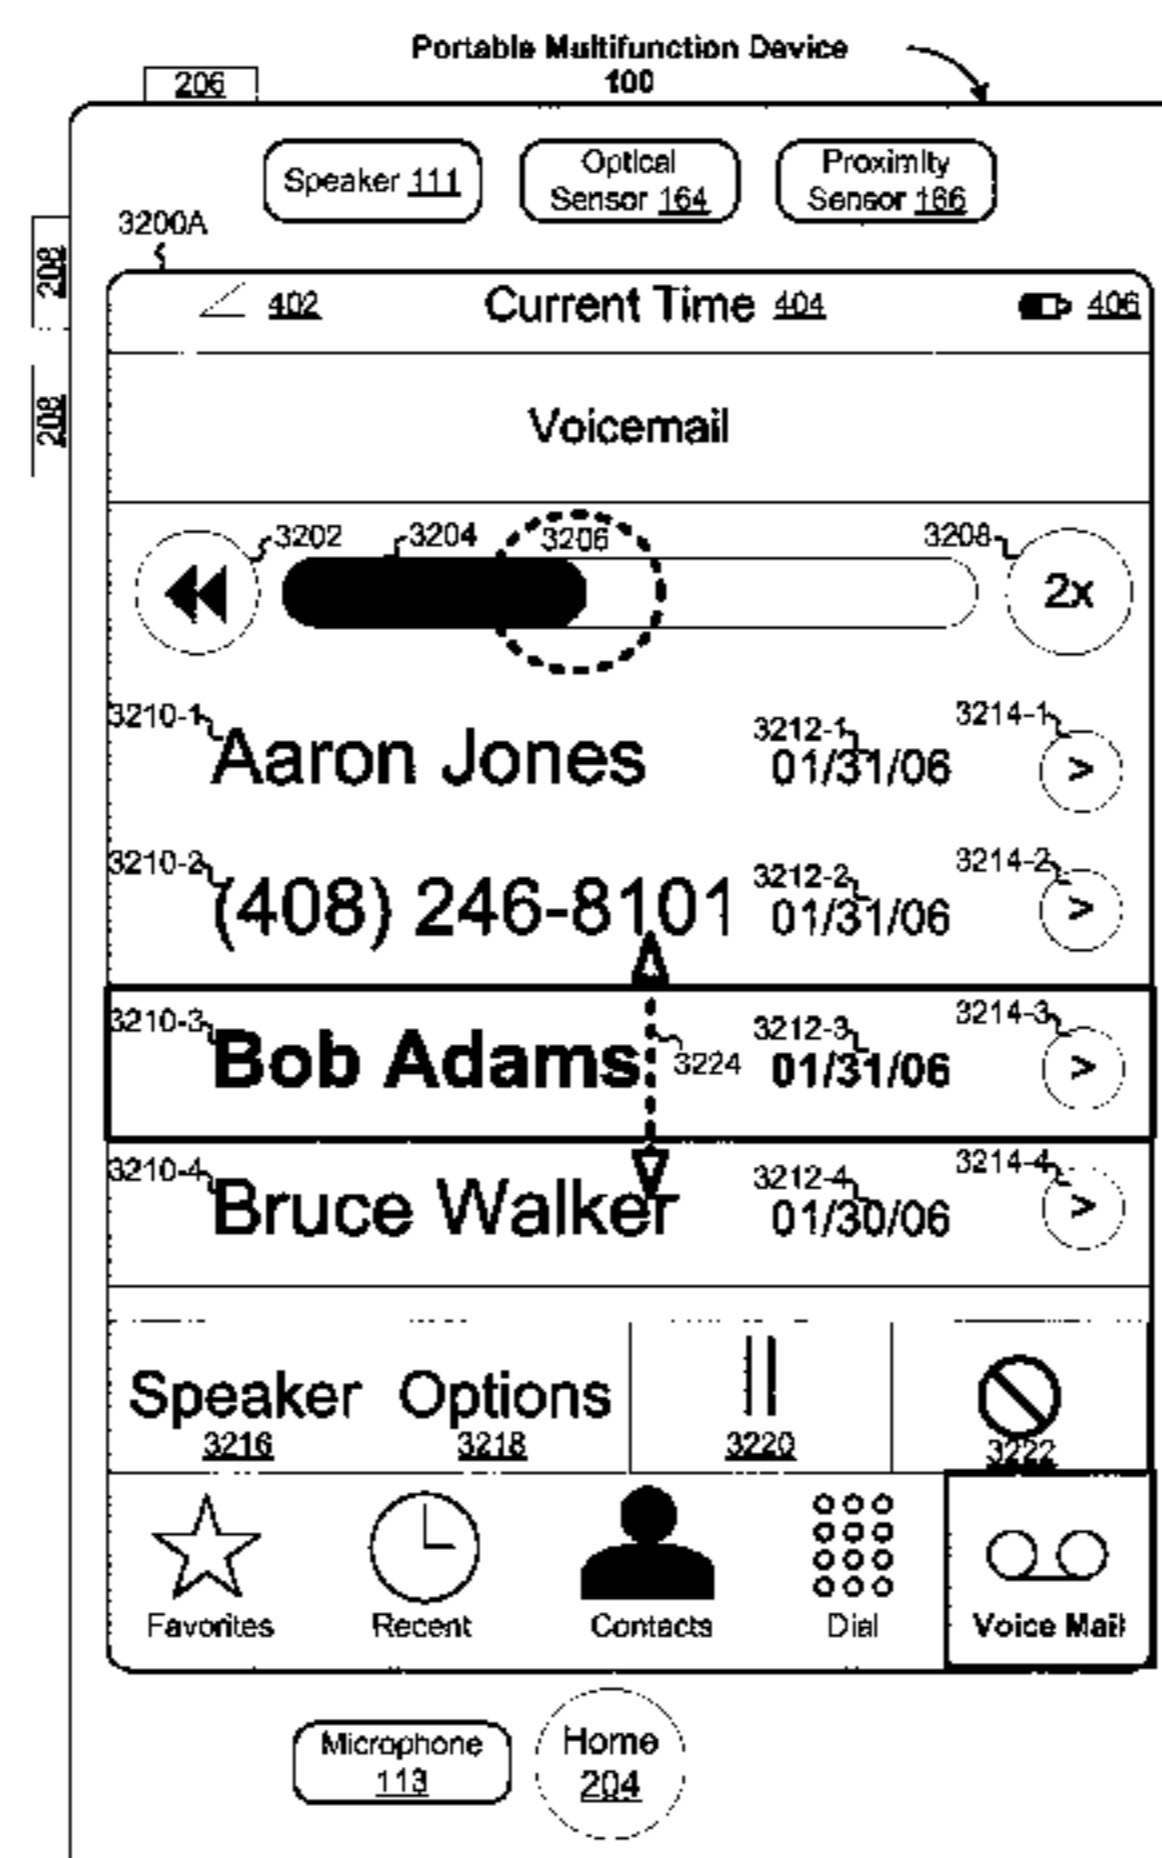 Portable Multifunction Device
100
206
Speaker 111
Optical
Sensor 164
Proximity
Sensor 166
3200A
208
402
Current Time 404
406
208
Voicemail
3202
3204
3206
3208
2x
3210-1
Aaron Jones
3212-1
01/31/06
3214-1
>
3210-2
(408) 246-8101
3212-2
01/31/06
3214-2
>
3210-3
Bob Adams
3224
3212-3
01/31/06
3214-3
>
3210-4
Bruce Walker
3212-4
01/30/06
3214-4
>
Speaker
3216
Options
3218
3220
3222
Favorites
Recent
Contacts
Dial
Voice Mail
Microphone
113
Home
204